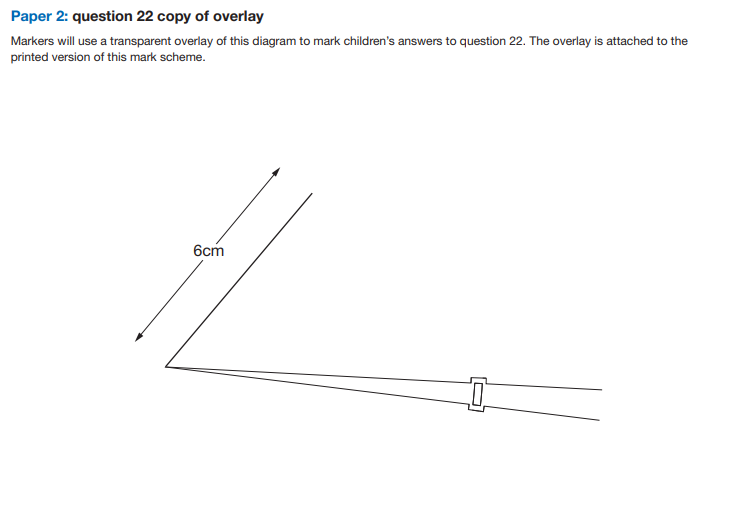 Paper 2: question 22 copy of overlay
Markers will use a transparent overlay of this diagram to mark children’s answers to question 22. The overlay is attached to the
printed version of this mark scheme.
6cm